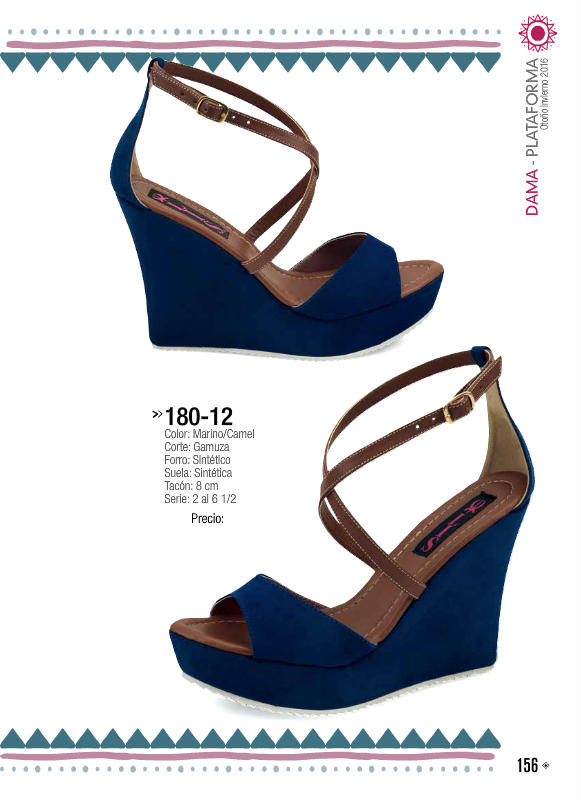 DAMA - PLATAFORMA
Otoño Invierno 2016
180-12
Color: Marino/Camel
Corte: Gamuza
Forro: Sintético
Suela: Sintética
Tacón: 8 cm
Serie: 2 al 6 1/2
Precio:
156